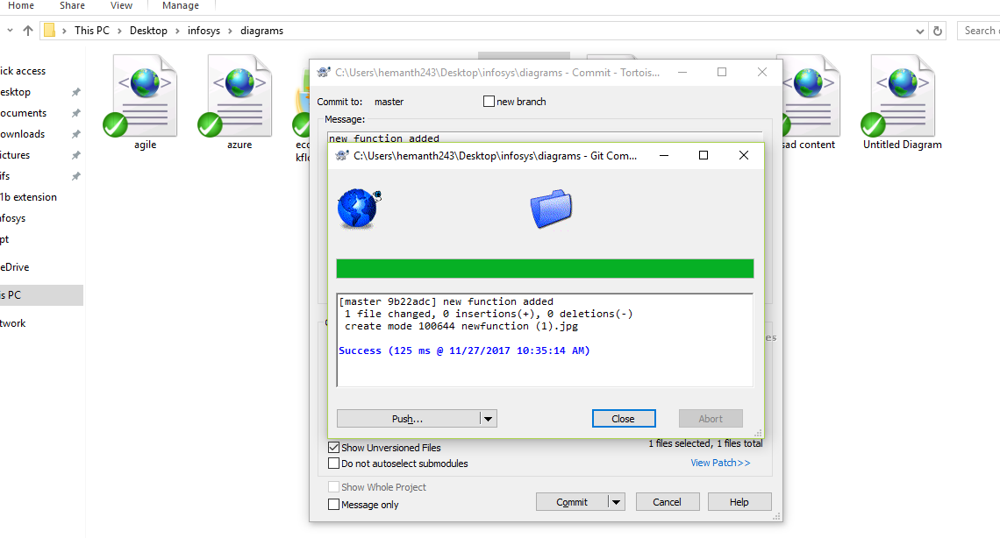 Home Share View Manage
This PC > Desktop > infosys > diagrams
Search
ick access
esktop
ocuments
ownloads
ictures
ifs
1b extension
nfosys
pt
eDrive
is PC
twork
agile
azure
sad content
Untitled Diagram
C:\Users\hemanth243\Desktop\infosys\diagrams - Commit - Tortois...
Commit to: master
new branch
Message:
new function added
C:\Users\hemanth243\Desktop\infosys\diagrams - Git Com...
[master 9b22adc] new function added
1 file changed, 0 insertions(+), 0 deletions(-)
create mode 100644 newfunction (1).jpg
Success (125 ms @ 11/27/2017 10:35:14 AM)
Push...
Close
Abort
Show Unversioned Files
1 files selected, 1 files total
Do not autoselect submodules
View Patch>>
Show Whole Project
Message only
Commit
Cancel
Help